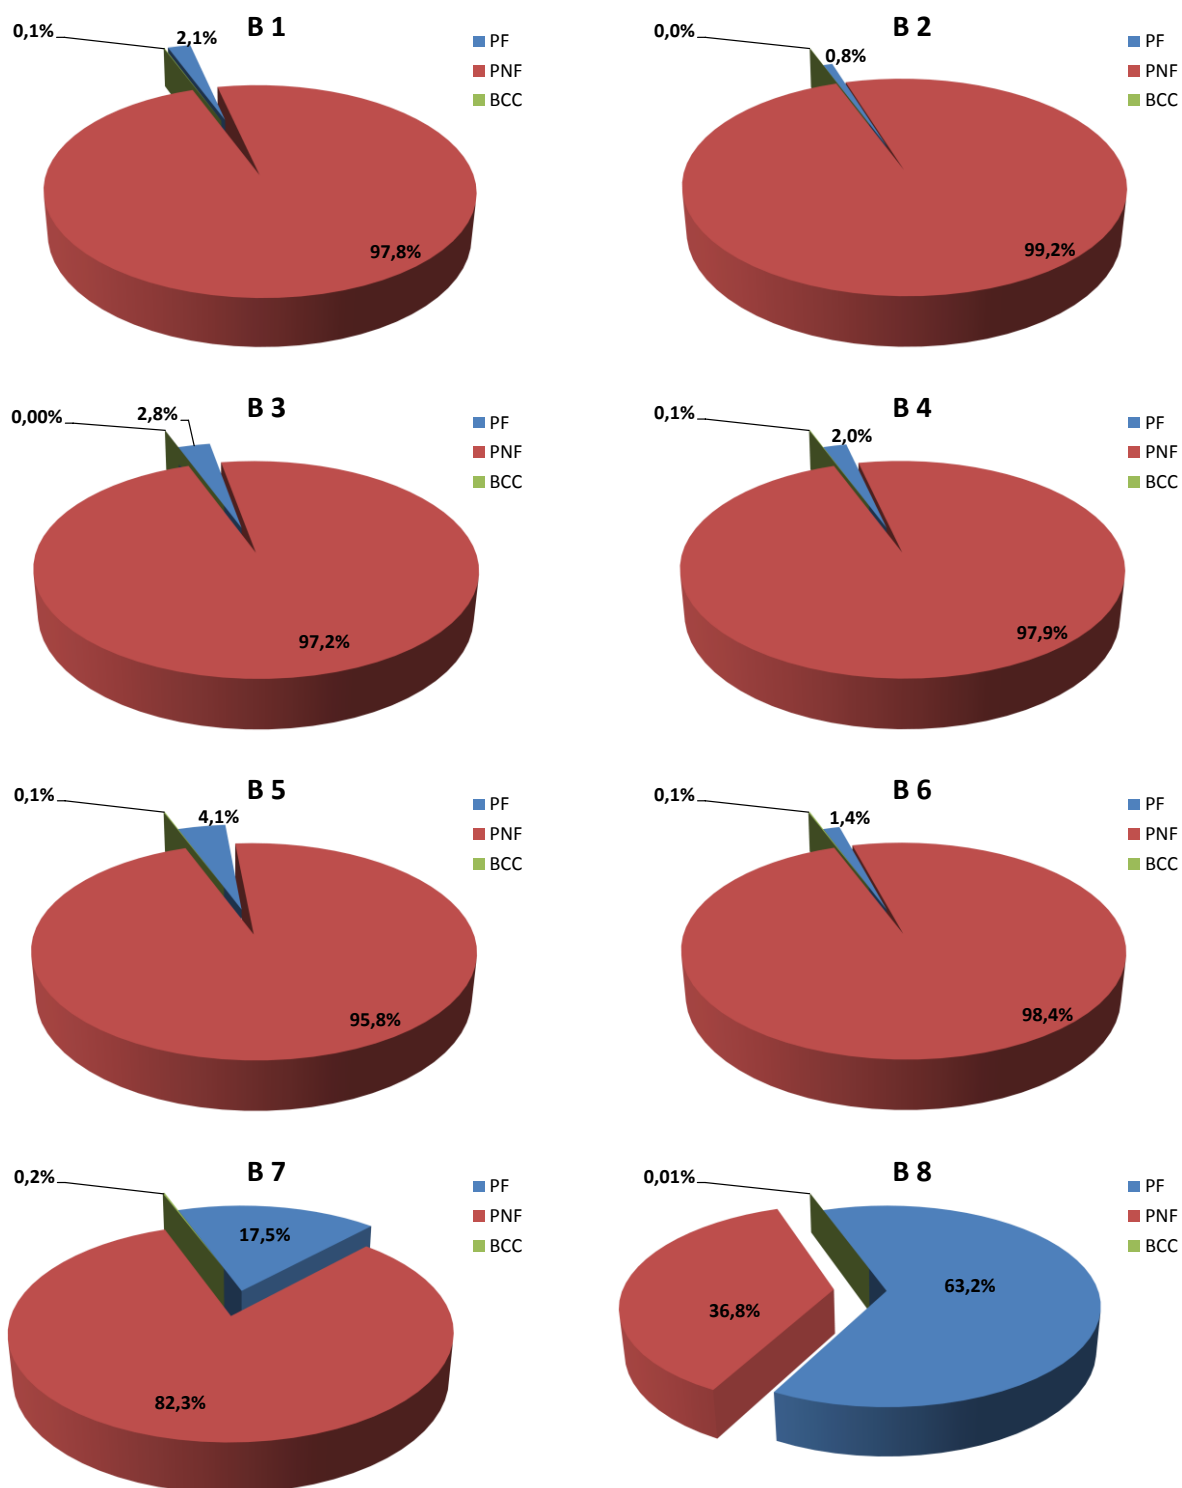 B 1
0,1%
2,1%
97,8%
PF
PNF
BCC
B 2
0,0%
0,8%
99,2%
PF
PNF
BCC
B 3
0,00%
2,8%
97,2%
PF
PNF
BCC
B 4
0,1%
2,0%
97,9%
PF
PNF
BCC
B 5
0,1%
4,1%
95,8%
PF
PNF
BCC
B 6
0,1%
1,4%
98,4%
PF
PNF
BCC
B 7
0,2%
17,5%
82,3%
PF
PNF
BCC
B 8
0,01%
63,2%
36,8%
PF
PNF
BCC